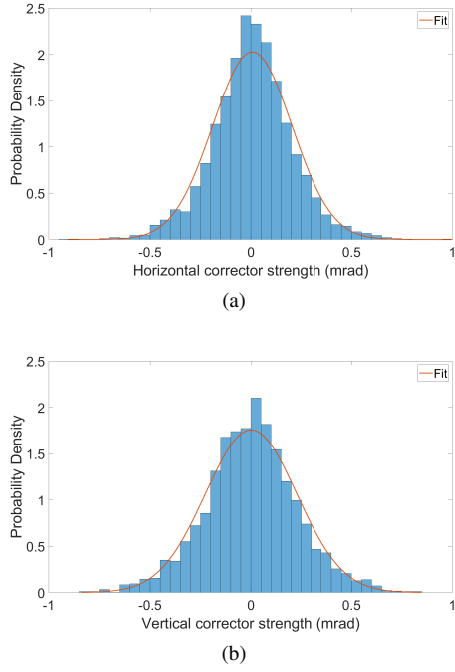 2.5
Fit
2
1.5
1
0.5
0
Probability Density
-1 -0.5 0 0.5 1
Horizontal corrector strength (mrad)
(a)
2.5
Fit
2
1.5
1
0.5
0
Probability Density
-1 -0.5 0 0.5 1
Vertical corrector strength (mrad)
(b)